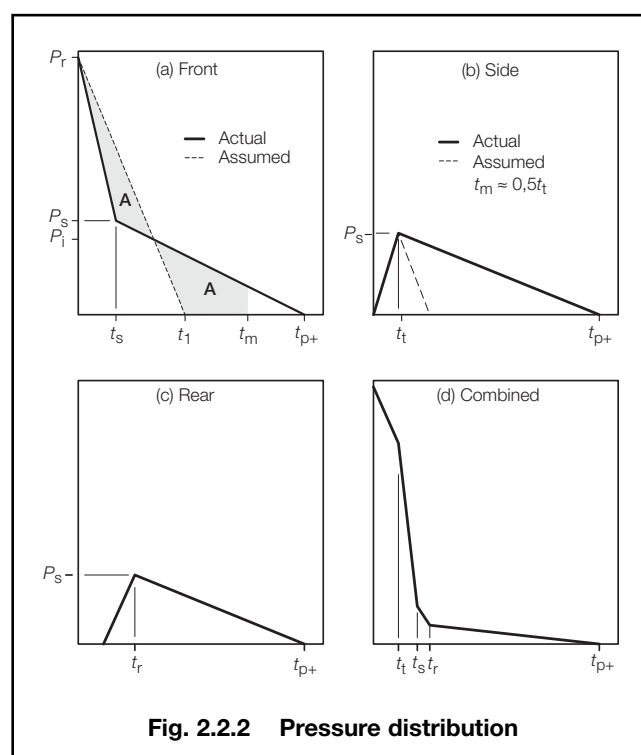 (a) Front
P_r
Actual
Assumed
A
P_s
P_i
A
t_s t_1 t_m t_p+
(b) Side
Actual
Assumed
t_m ≈ 0,5t_t
P_s
t_t t_p+
(c) Rear
P_s
t_r t_p+
(d) Combined
t_t t_s t_r t_p+
Fig. 2.2.2 Pressure distribution